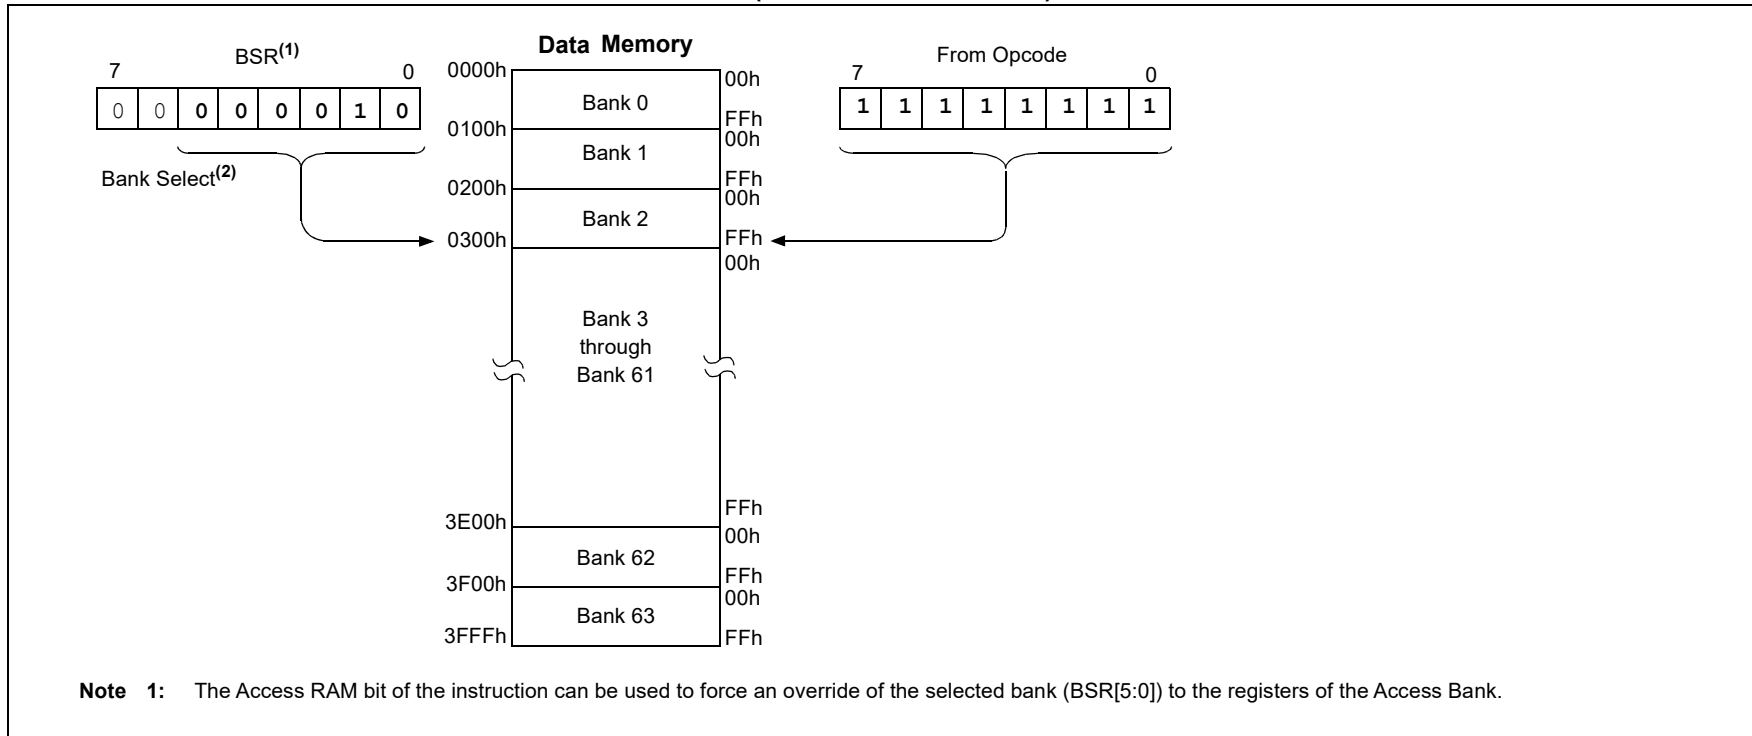 Data Memory
BSR(1)
7 0
0 0 0 0 0 0 1 0
Bank Select(2)
From Opcode
7 0
1 1 1 1 1 1 1 1
0000h
00h
Bank 0
FFh
0100h
00h
Bank 1
FFh
0200h
00h
Bank 2
FFh
0300h
00h
Bank 3
through
Bank 61
FFh
3E00h
00h
Bank 62
FFh
3F00h
00h
Bank 63
3FFFh
FFh
Note 1: The Access RAM bit of the instruction can be used to force an override of the selected bank (BSR[5:0]) to the registers of the Access Bank.